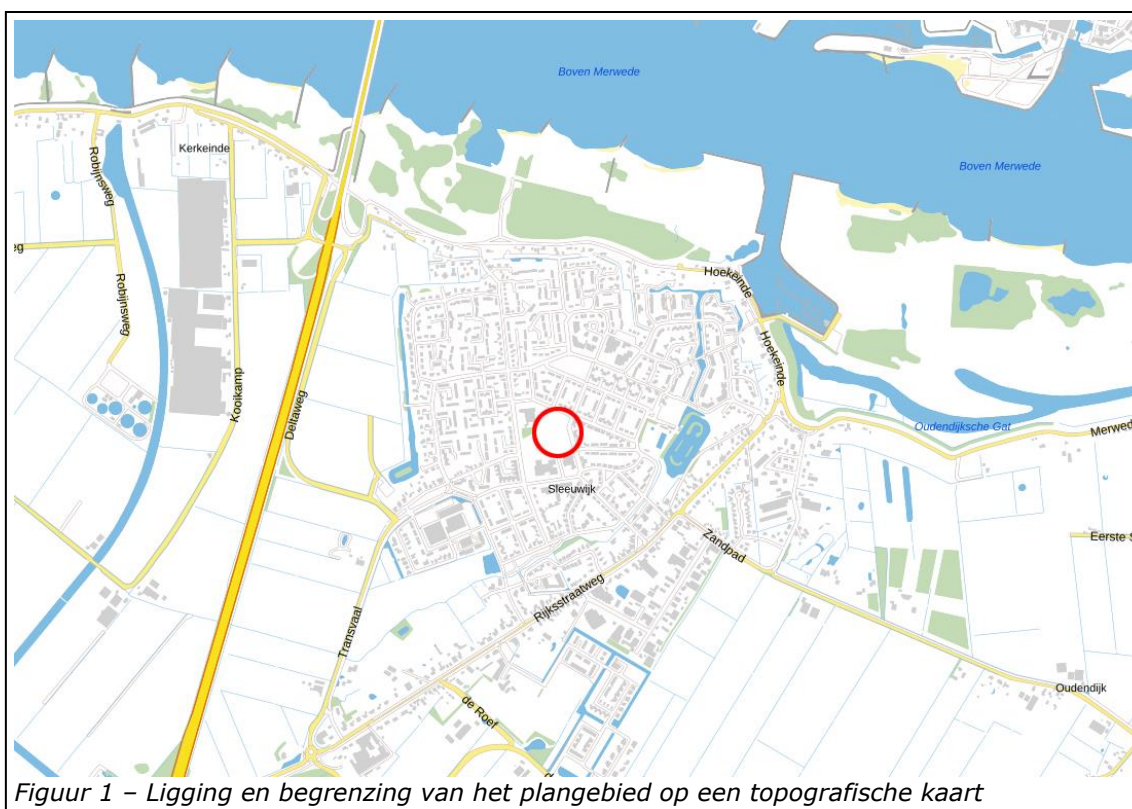 Boven Merwede
Boven Merwede
Kerkeinde
Robijnsweg
Robijnsweg
Kooikamp
Deltaweg
Hoekeinde
Hoekeinde
Oudendijksche Gat
Merwed
Sleeuwijk
Eerste S
Zandpad
Rijksstraatweg
Transvaal
de Roef
Oudendijk
Figuur 1 – Ligging en begrenzing van het plangebied op een topografische kaart